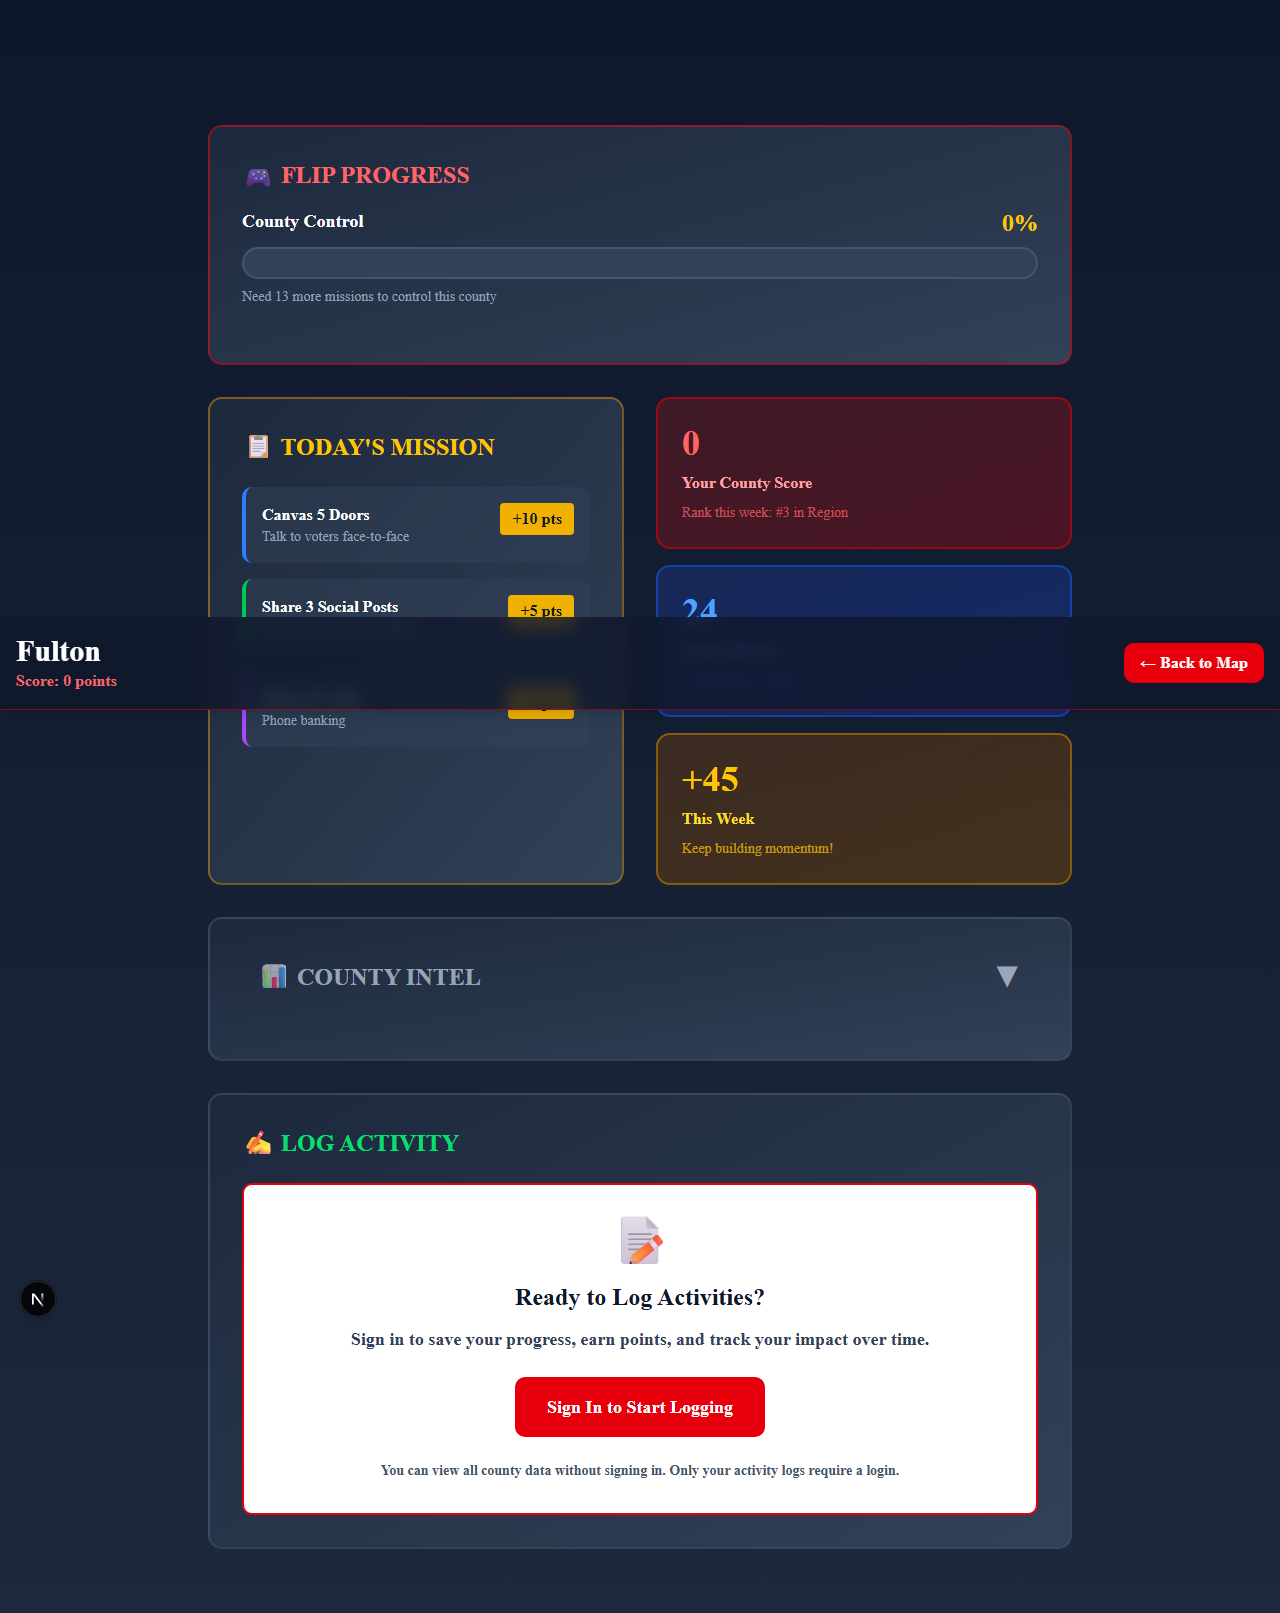 FLIP PROGRESS
County Control
0%
Need 13 more missions to control this county
TODAY'S MISSION
Canvas 5 Doors
Talk to voters face-to-face
+10 pts
Share 3 Social Posts
+5 pts
Phone banking
0
Your County Score
Rank this week: #3 in Region
24
Fulton
Score: 0 points
← Back to Map
+45
This Week
Keep building momentum!
COUNTY INTEL
▼
LOG ACTIVITY
Ready to Log Activities?
Sign in to save your progress, earn points, and track your impact over time.
Sign In to Start Logging
You can view all county data without signing in. Only your activity logs require a login.
N